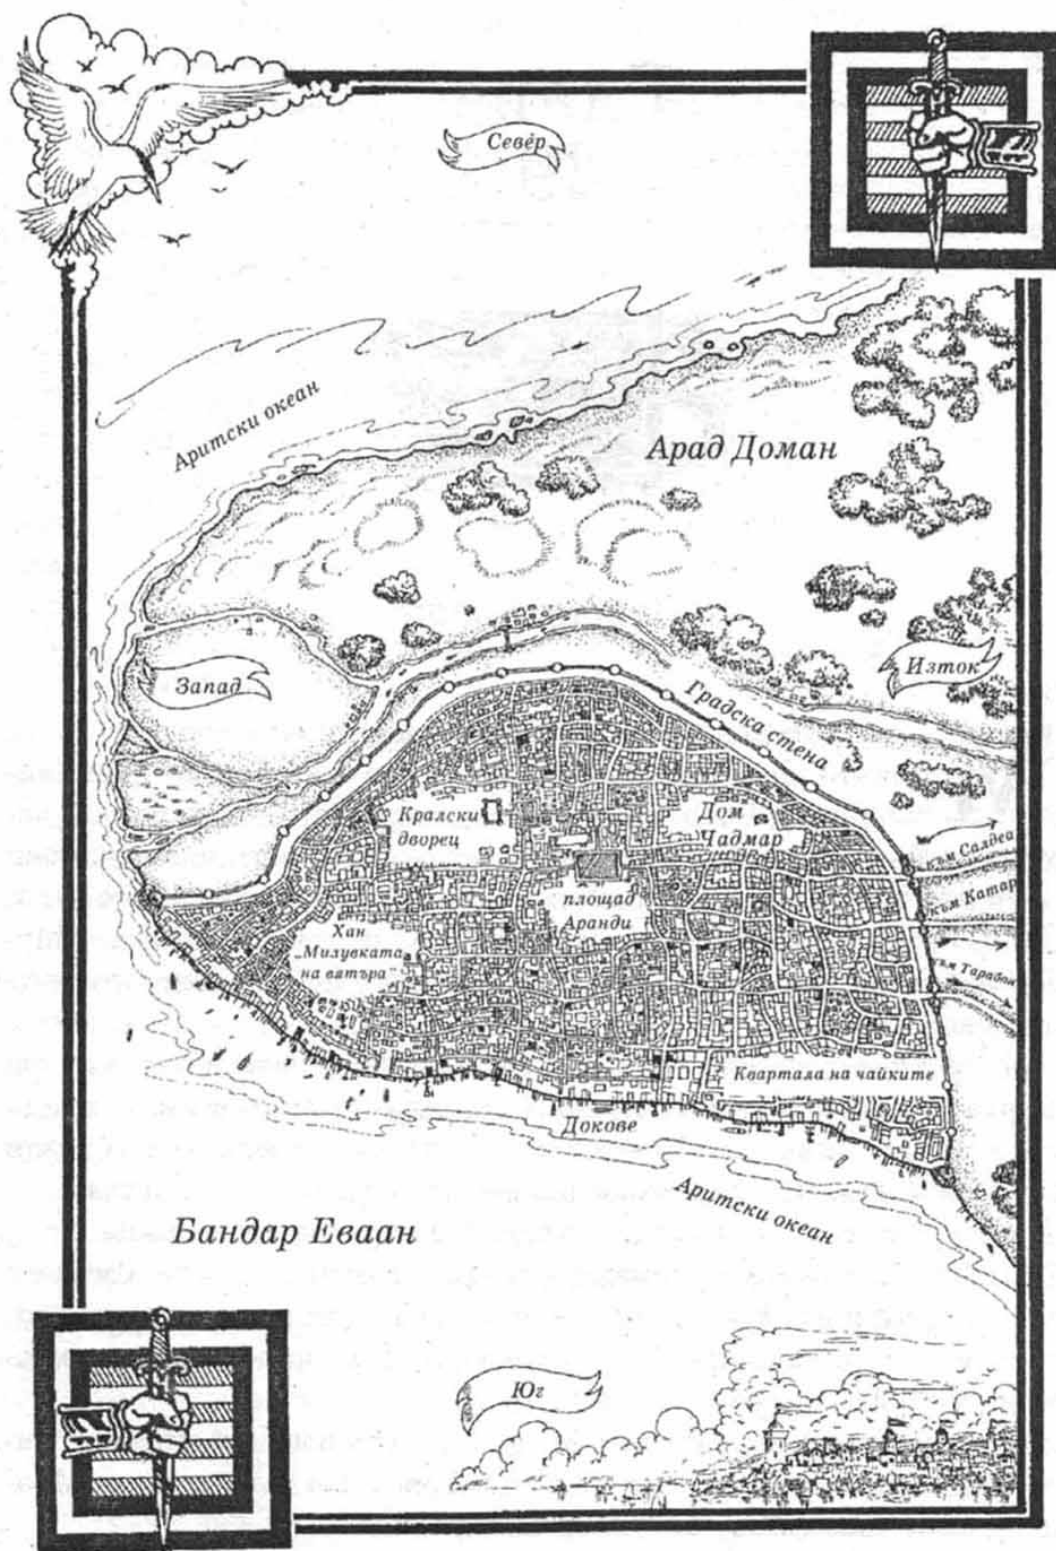 Север
Аритски океан
Арад Доман
Запад
Изток
Градска стена
Кралски
дворец
Дом
Чадмар
към Салдеа
към Катар
към Тарабон
площад
Аранди
Хан
"Милувката
на вятъра"
Квартала на чайките
Докове
Аритски океан
Бандар Еваан
Юг